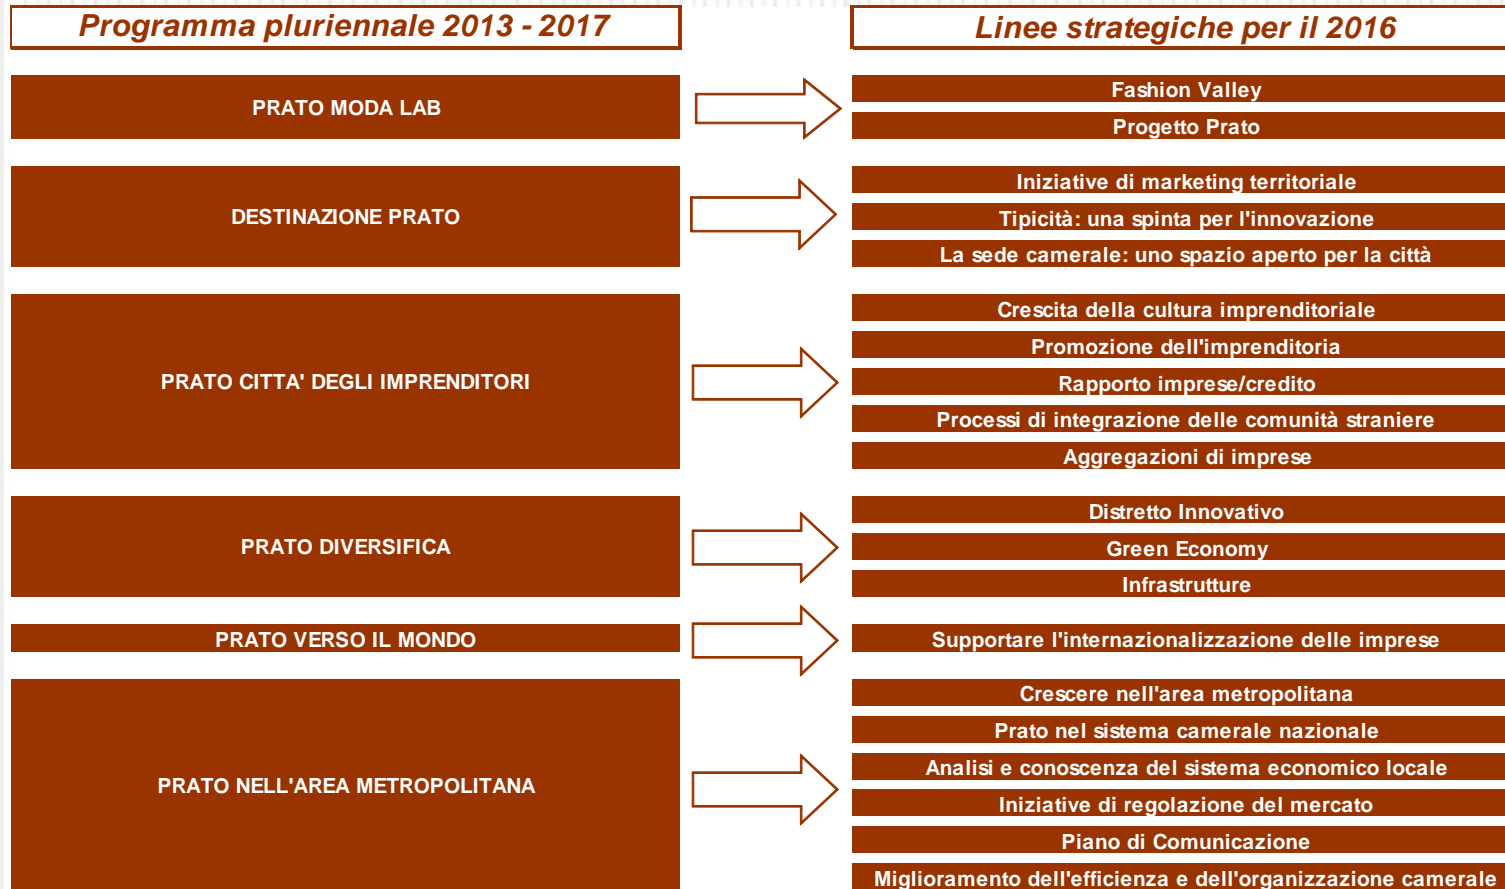 Programma pluriennale 2013 - 2017
Linee strategiche per il 2016
PRATO MODA LAB
Fashion Valley
Progetto Prato
DESTINAZIONE PRATO
Iniziative di marketing territoriale
Tipicità: una spinta per l'innovazione
La sede camerale: uno spazio aperto per la città
PRATO CITTA' DEGLI IMPRENDITORI
Crescita della cultura imprenditoriale
Promozione dell'imprenditoria
Rapporto imprese/credito
Processi di integrazione delle comunità straniere
Aggregazioni di imprese
PRATO DIVERSIFICA
Distretto Innovativo
Green Economy
Infrastrutture
PRATO VERSO IL MONDO
Supportare l'internazionalizzazione delle imprese
PRATO NELL'AREA METROPOLITANA
Crescere nell'area metropolitana
Prato nel sistema camerale nazionale
Analisi e conoscenza del sistema economico locale
Iniziative di regolazione del mercato
Piano di Comunicazione
Miglioramento dell'efficienza e dell'organizzazione camerale